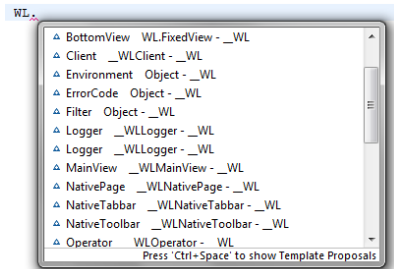 WL.
BottomView WL.FixedView - __WL
Client __WLClient - __WL
Environment Object - __WL
ErrorCode Object - __WL
Filter Object - __WL
Logger __WLLogger - __WL
Logger __WLLogger - __WL
MainView __WLMainView - __WL
NativePage __WLNativePage - __WL
NativeTabbar __WLNativeTabbar - __WL
NativeToolbar __WLNativeToolbar - __WL
Operator WLOperator - WL
Press 'Ctrl+Space' to show Template Proposals